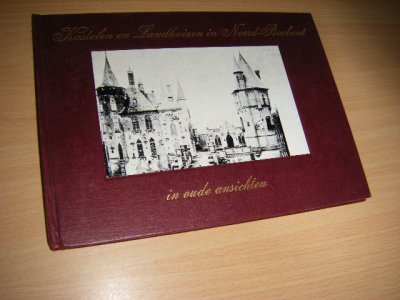 Kastelen en Landhuizen in Noord-Brabant
in oude ansichten